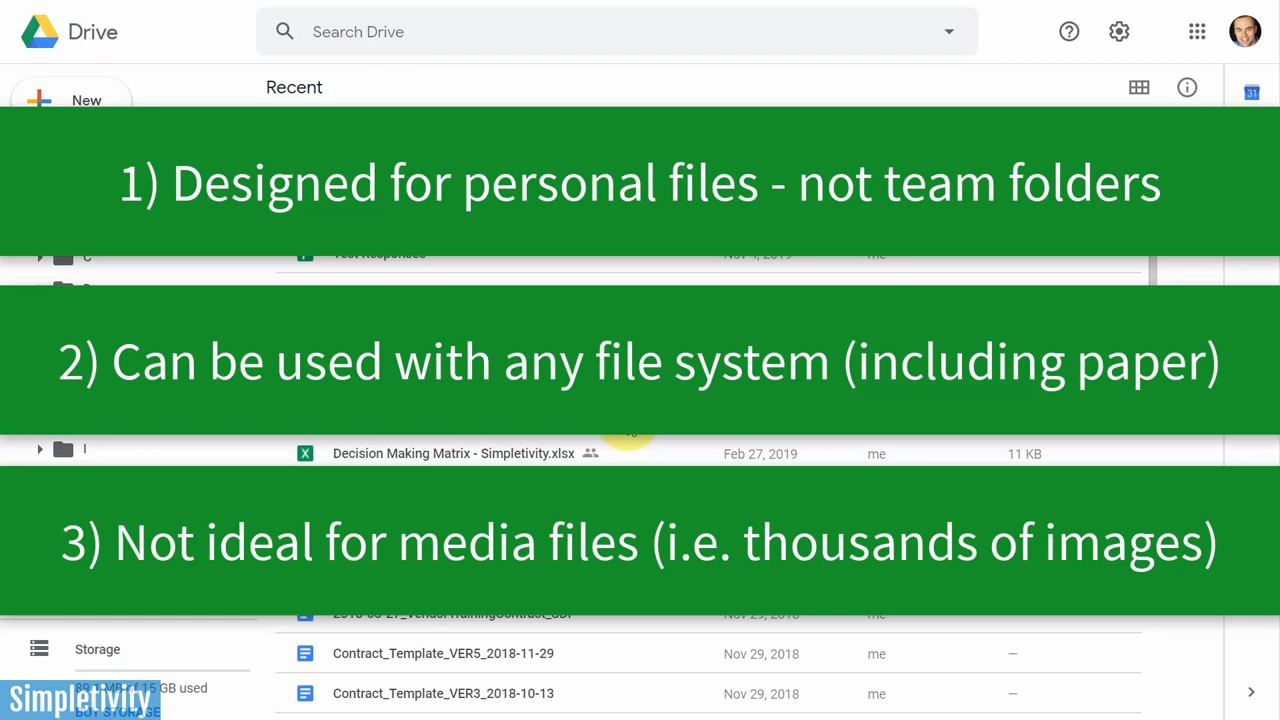 Drive
Search Drive
Recent
New
31
1) Designed for personal files - not team folders
2) Can be used with any file system (including paper)
I
Decision Making Matrix - Simpletivity.xlsx Feb 27, 2019 me 11 KB
3) Not ideal for media files (i.e. thousands of images)
Storage
Contract_Template_VER5_2018-11-29 Nov 29, 2018 me —
GB used
Contract_Template_VER3_2018-10-13 Nov 29, 2018 me —
Simpletivity
BUY STORAGE